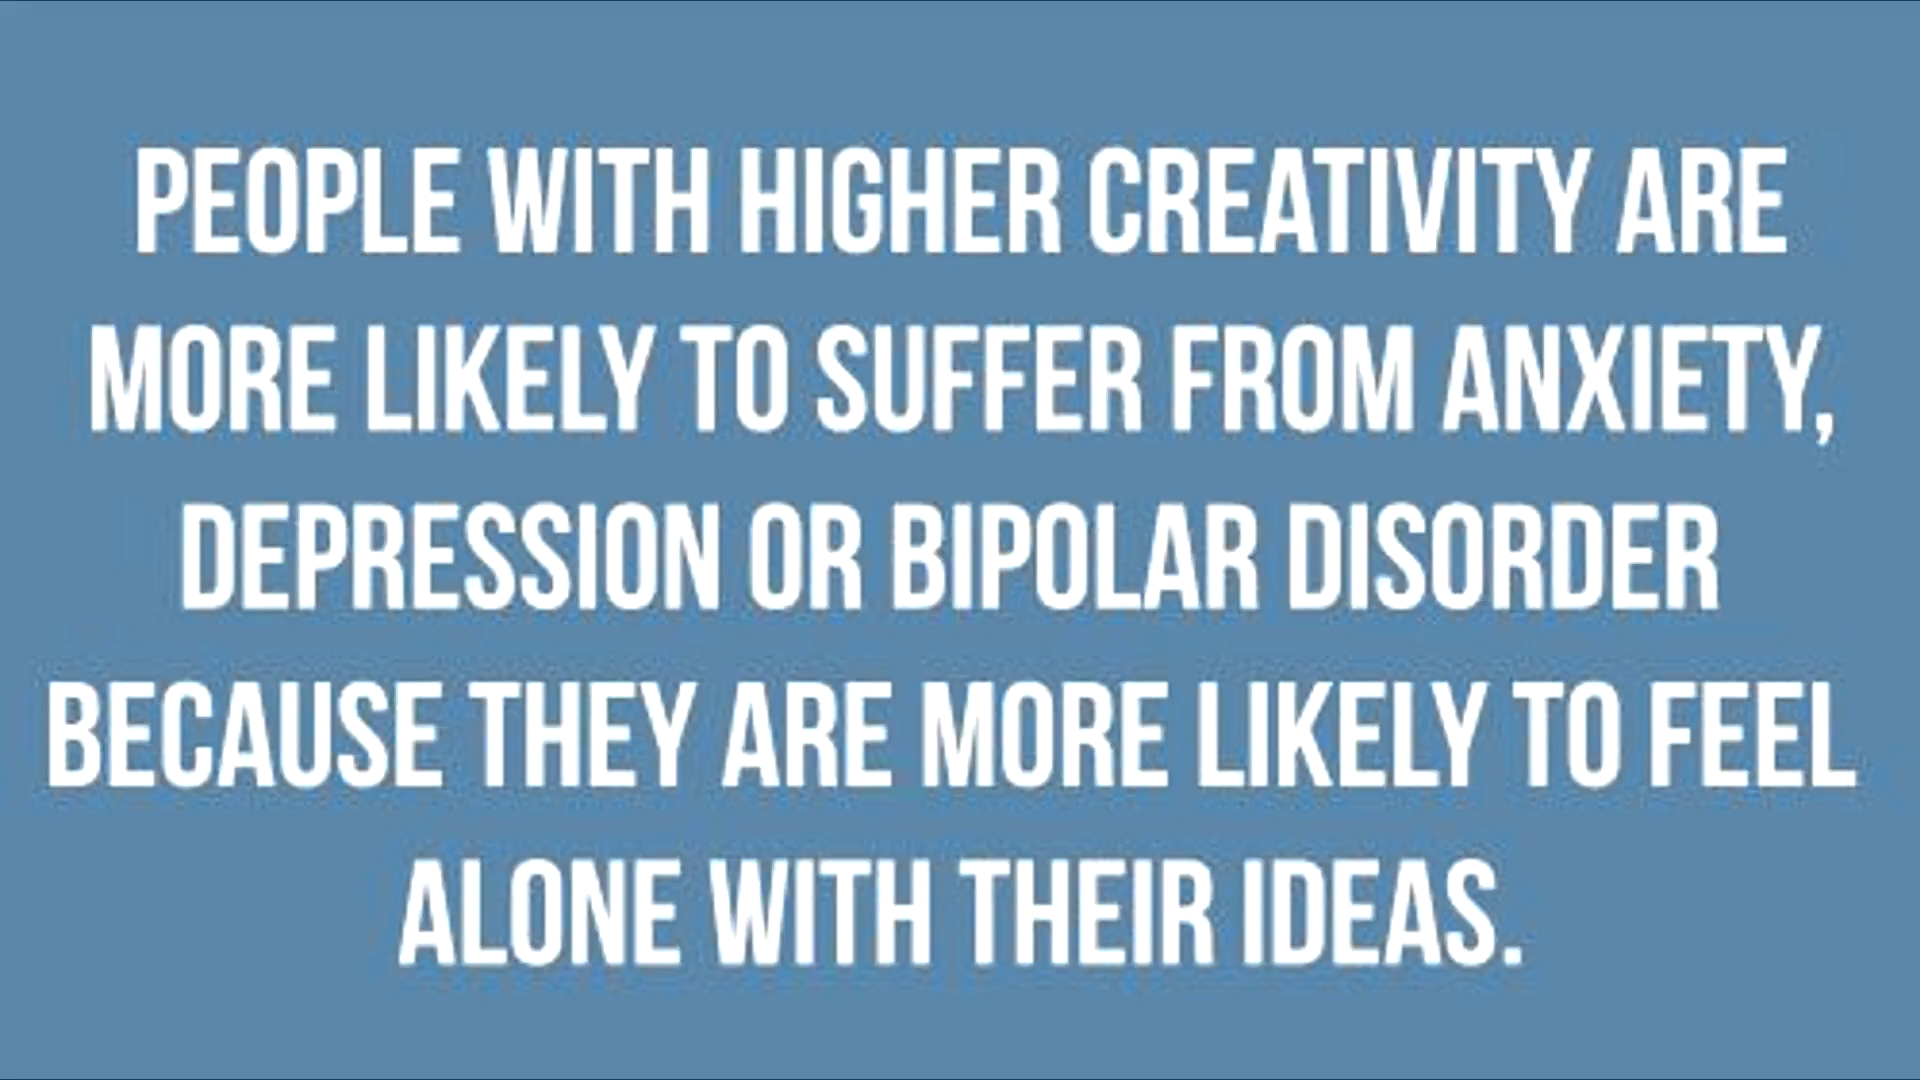 PEOPLE WITH HIGHER CREATIVITY ARE
MORE LIKELY TO SUFFER FROM ANXIETY,
DEPRESSION OR BIPOLAR DISORDER
BECAUSE THEY ARE MORE LIKELY TO FEEL
ALONE WITH THEIR IDEAS.